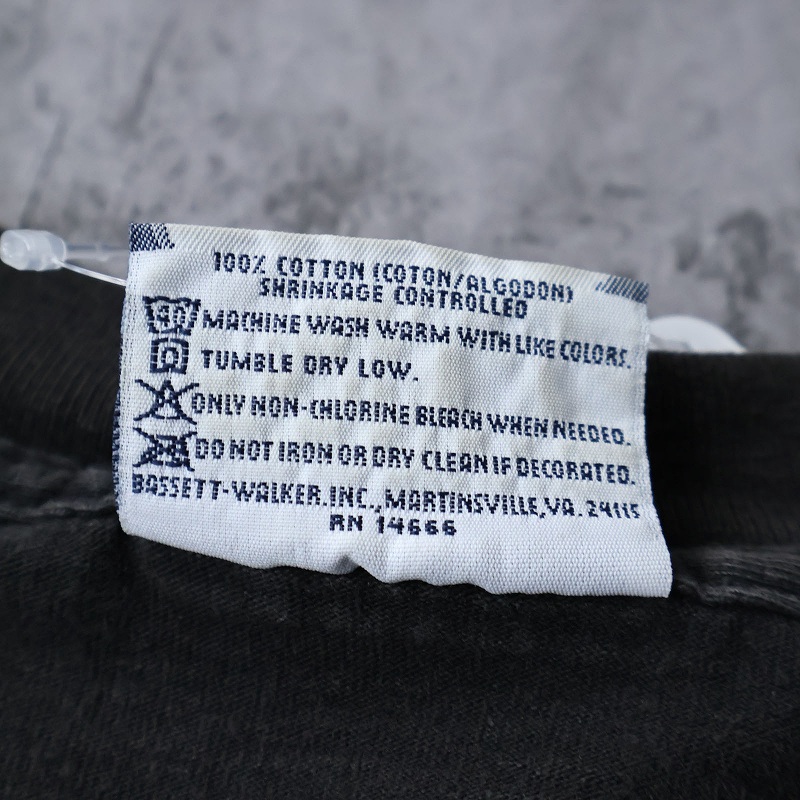 100% COTTON (COTON/ALGODON)
SHRINKAGE CONTROLLED
40 MACHINE WASH WARM WITH LIKE COLORS.
TUMBLE DRY LOW.
ONLY NON-CHLORINE BLEACH WHEN NEEDED.
DO NOT IRON OR DRY CLEAN IF DECORATED.
BASSETT-WALKER.INC., MARTINSVILLE,VA. 24115
RN 14666